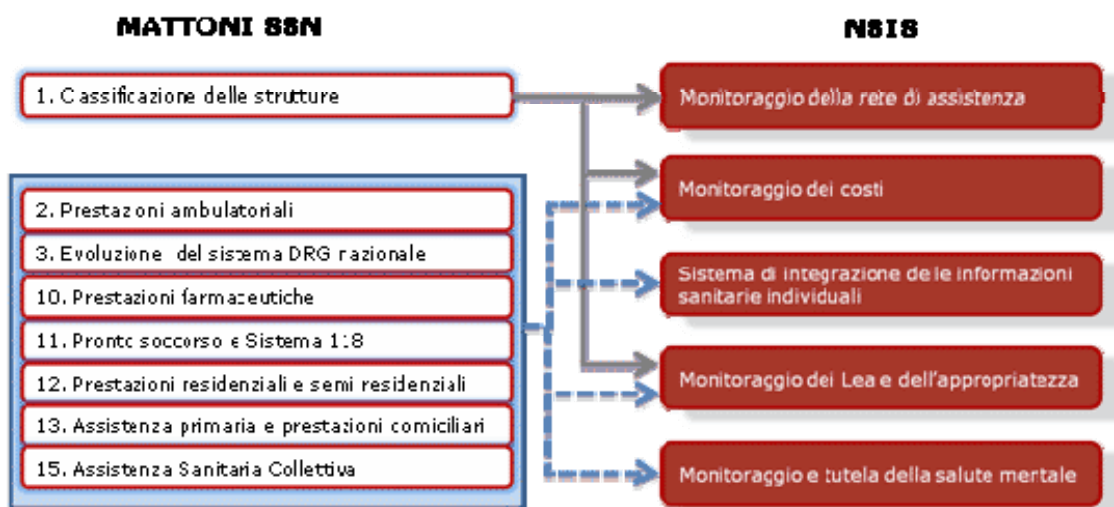 MATTONI SSN
NSIS
1. Classificazione delle strutture
2. Prestazioni ambulatoriali
3. Evoluzione del sistema DRG nazionale
10. Prestazioni farmaceutiche
11. Pronto soccorso e Sistema 118
12. Prestazioni residenziali e semi residenziali
13. Assistenza primaria e prestazioni domiciliari
15. Assistenza Sanitaria Collettiva
Monitoraggio della rete di assistenza
Monitoraggio dei costi
Sistema di integrazione delle informazioni
sanitarie individuali
Monitoraggio dei Lea e dell'appropriatezza
Monitoraggio e tutela della salute mentale